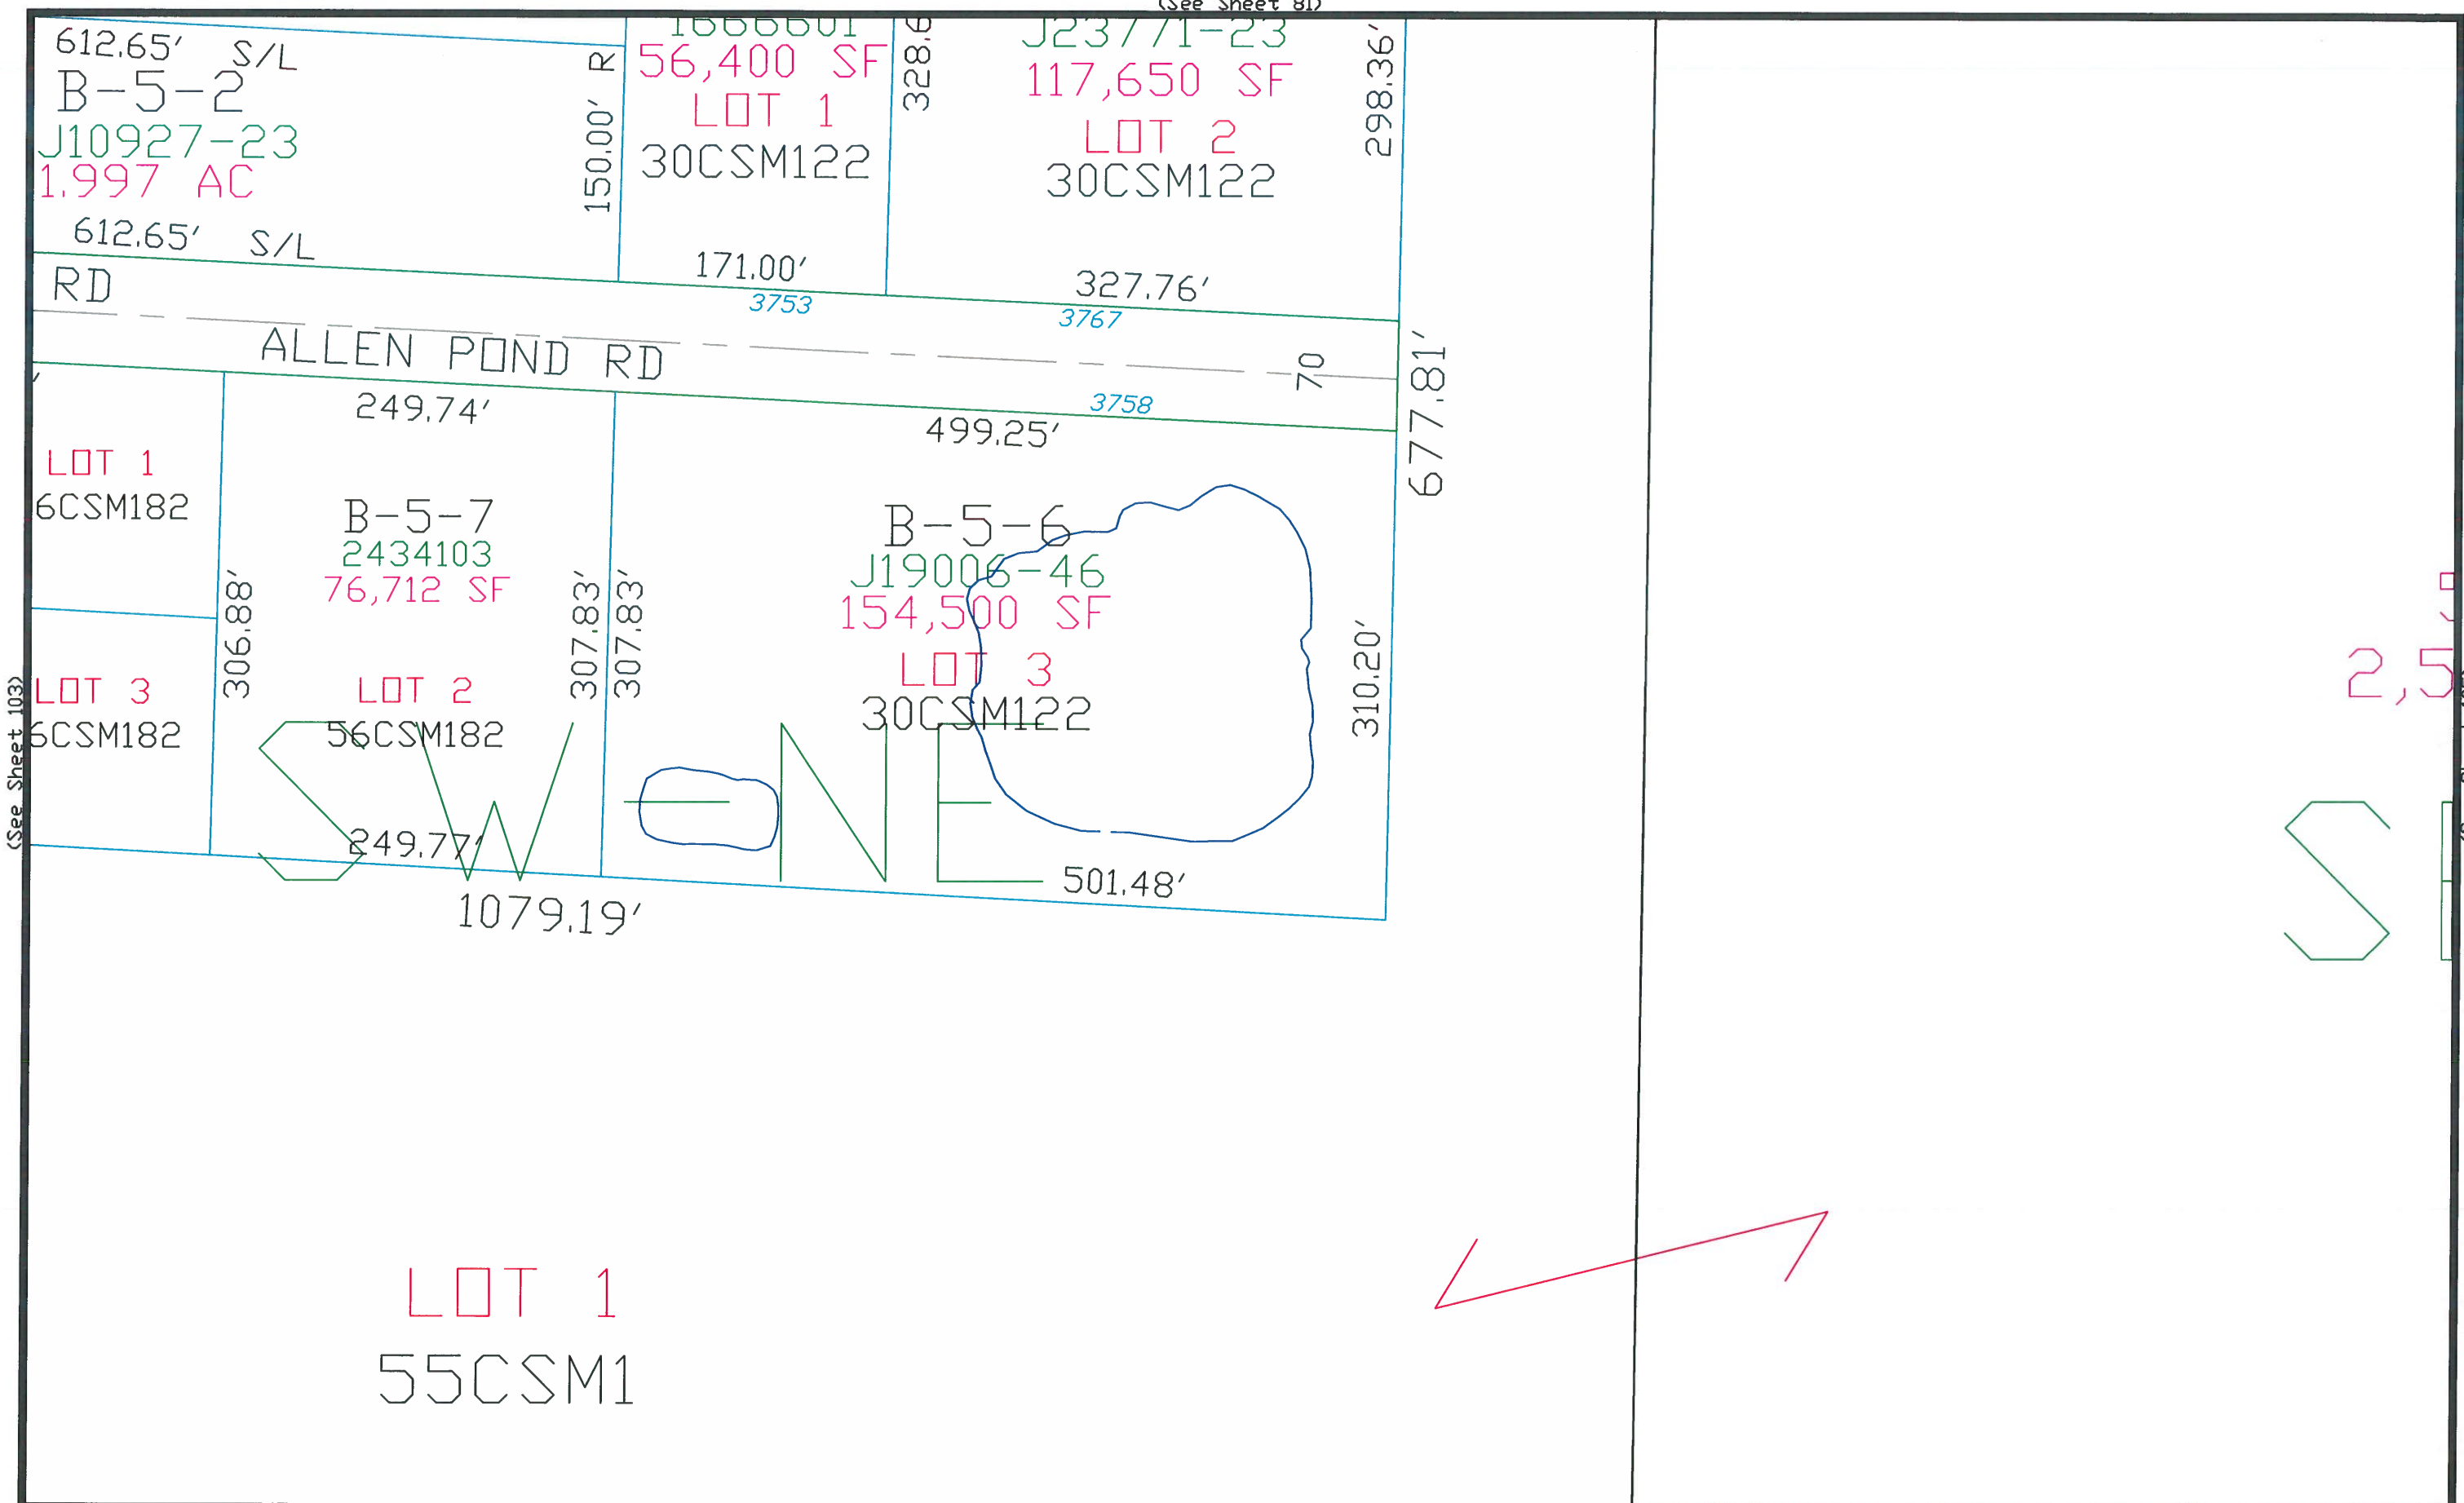 (See Sheet 81)
612.65' S/L
B-5-2
J10927-23
1.997 AC
612.65' S/L
150.00'
R
1666601
56,400 SF
LOT 1
30CSM122
171.00'
3753
J23771-23
117,650 SF
LOT 2
30CSM122
327.76'
3767
298.36'
RD
ALLEN POND RD
70
677.81'
249.74'
3758
499.25'
LOT 1
6CSM182
B-5-7
2434103
76,712 SF
B-5-6
J19006-46
154,500 SF
LOT 3
30CSM122
306.88'
307.83'
307.83'
310.20'
LOT 3
6CSM182
LOT 2
56CSM182
(See Sheet 103)
SW-NE
249.77'
501.48'
1079.19'
2,5
S
LOT 1
55CSM1